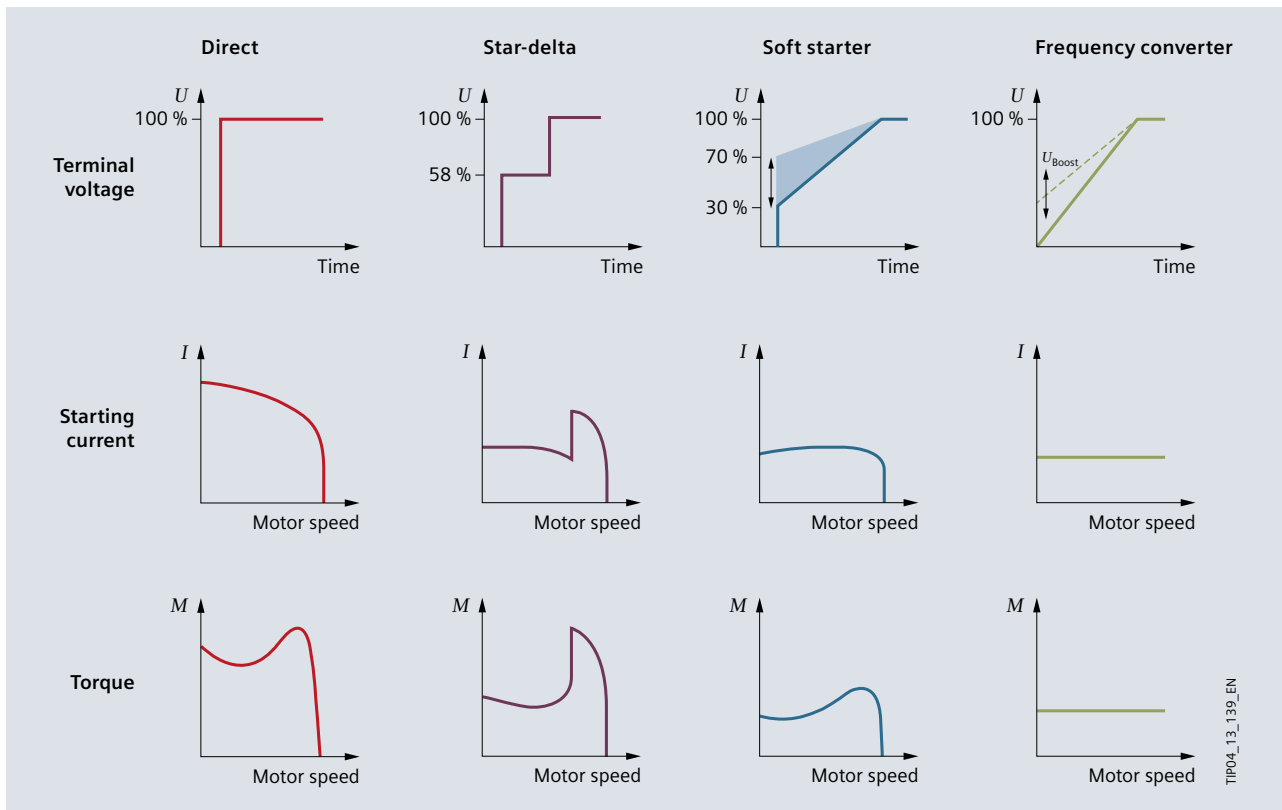 Direct
Star-delta
Soft starter
Frequency converter
Terminal
voltage
U
100 %
Time
U
100 %
58 %
Time
U
100 %
70 %
30 %
Time
U
100 %
UBoost
Time
Starting
current
I
Motor speed
I
Motor speed
I
Motor speed
I
Motor speed
Torque
M
Motor speed
M
Motor speed
M
Motor speed
M
Motor speed
TIP04_13_139_EN